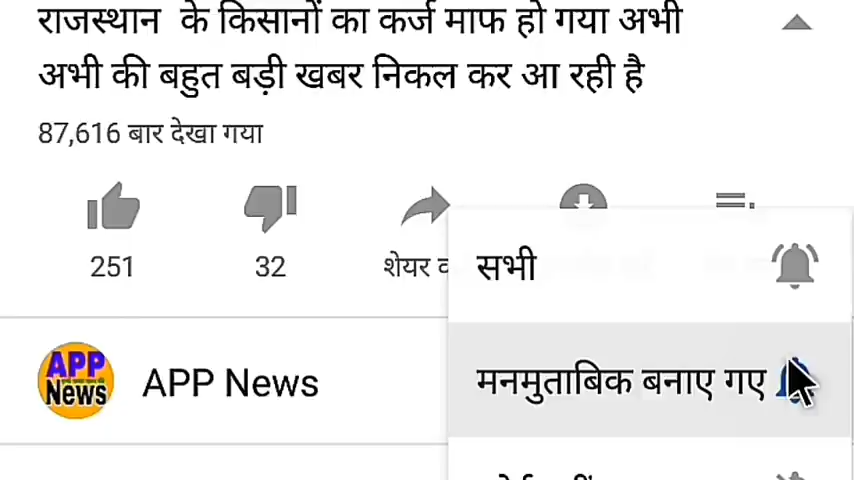 राजस्थान के किसानों का कर्ज माफ हो गया अभी
अभी की बहुत बड़ी खबर निकल कर आ रही है
87,616 बार देखा गया
251
32
शेयर
सभी
APP
News
APP News
मनमुताबिक बनाए गए